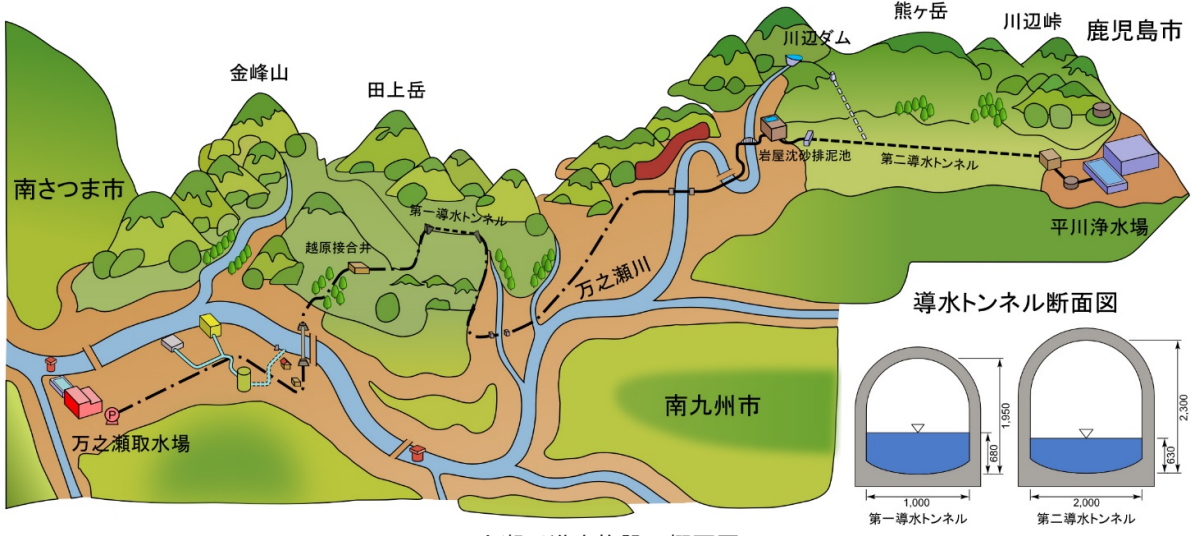 熊ヶ岳
川辺峠
川辺ダム
鹿児島市
金峰山
田上岳
岩屋沈砂排泥池
第二導水トンネル
南さつま市
第一導水トンネル
平川浄水場
越原接合井
万之瀬川
導水トンネル断面図
南九州市
P
万之瀬取水場
1,950
680
1,000
第一導水トンネル
2,300
630
2,000
第二導水トンネル